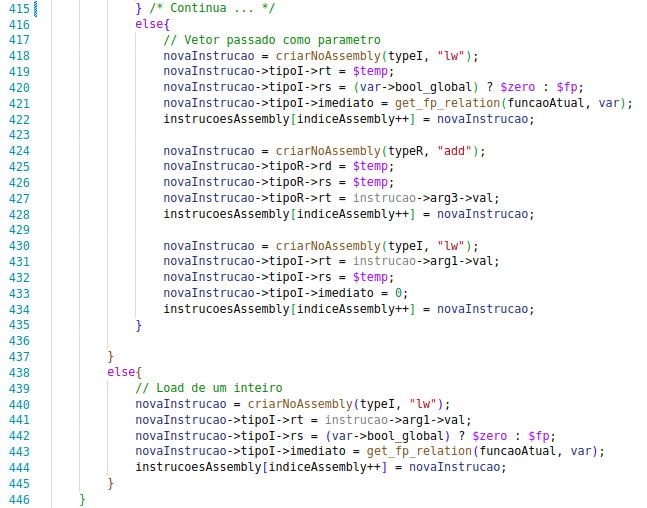 415 } /* Continua ... */
416 else{
417 // Vetor passado como parametro
418 novaInstrucao = criarNoAssembly(typeI, "lw");
419 novaInstrucao->tipoI->rt = $temp;
420 novaInstrucao->tipoI->rs = (var->bool_global) ? $zero : $fp;
421 novaInstrucao->tipoI->imediato = get_fp_relation(funcaoAtual, var);
422 instrucoesAssembly[indiceAssembly++] = novaInstrucao;
423
424 novaInstrucao = criarNoAssembly(typeR, "add");
425 novaInstrucao->tipoR->rd = $temp;
426 novaInstrucao->tipoR->rs = $temp;
427 novaInstrucao->tipoR->rt = instrucao->arg3->val;
428 instrucoesAssembly[indiceAssembly++] = novaInstrucao;
429
430 novaInstrucao = criarNoAssembly(typeI, "lw");
431 novaInstrucao->tipoI->rt = instrucao->arg1->val;
432 novaInstrucao->tipoI->rs = $temp;
433 novaInstrucao->tipoI->imediato = 0;
434 instrucoesAssembly[indiceAssembly++] = novaInstrucao;
435 }
436
437 }
438 else{
439 // Load de um inteiro
440 novaInstrucao = criarNoAssembly(typeI, "lw");
441 novaInstrucao->tipoI->rt = instrucao->arg1->val;
442 novaInstrucao->tipoI->rs = (var->bool_global) ? $zero : $fp;
443 novaInstrucao->tipoI->imediato = get_fp_relation(funcaoAtual, var);
444 instrucoesAssembly[indiceAssembly++] = novaInstrucao;
445 }
446 }